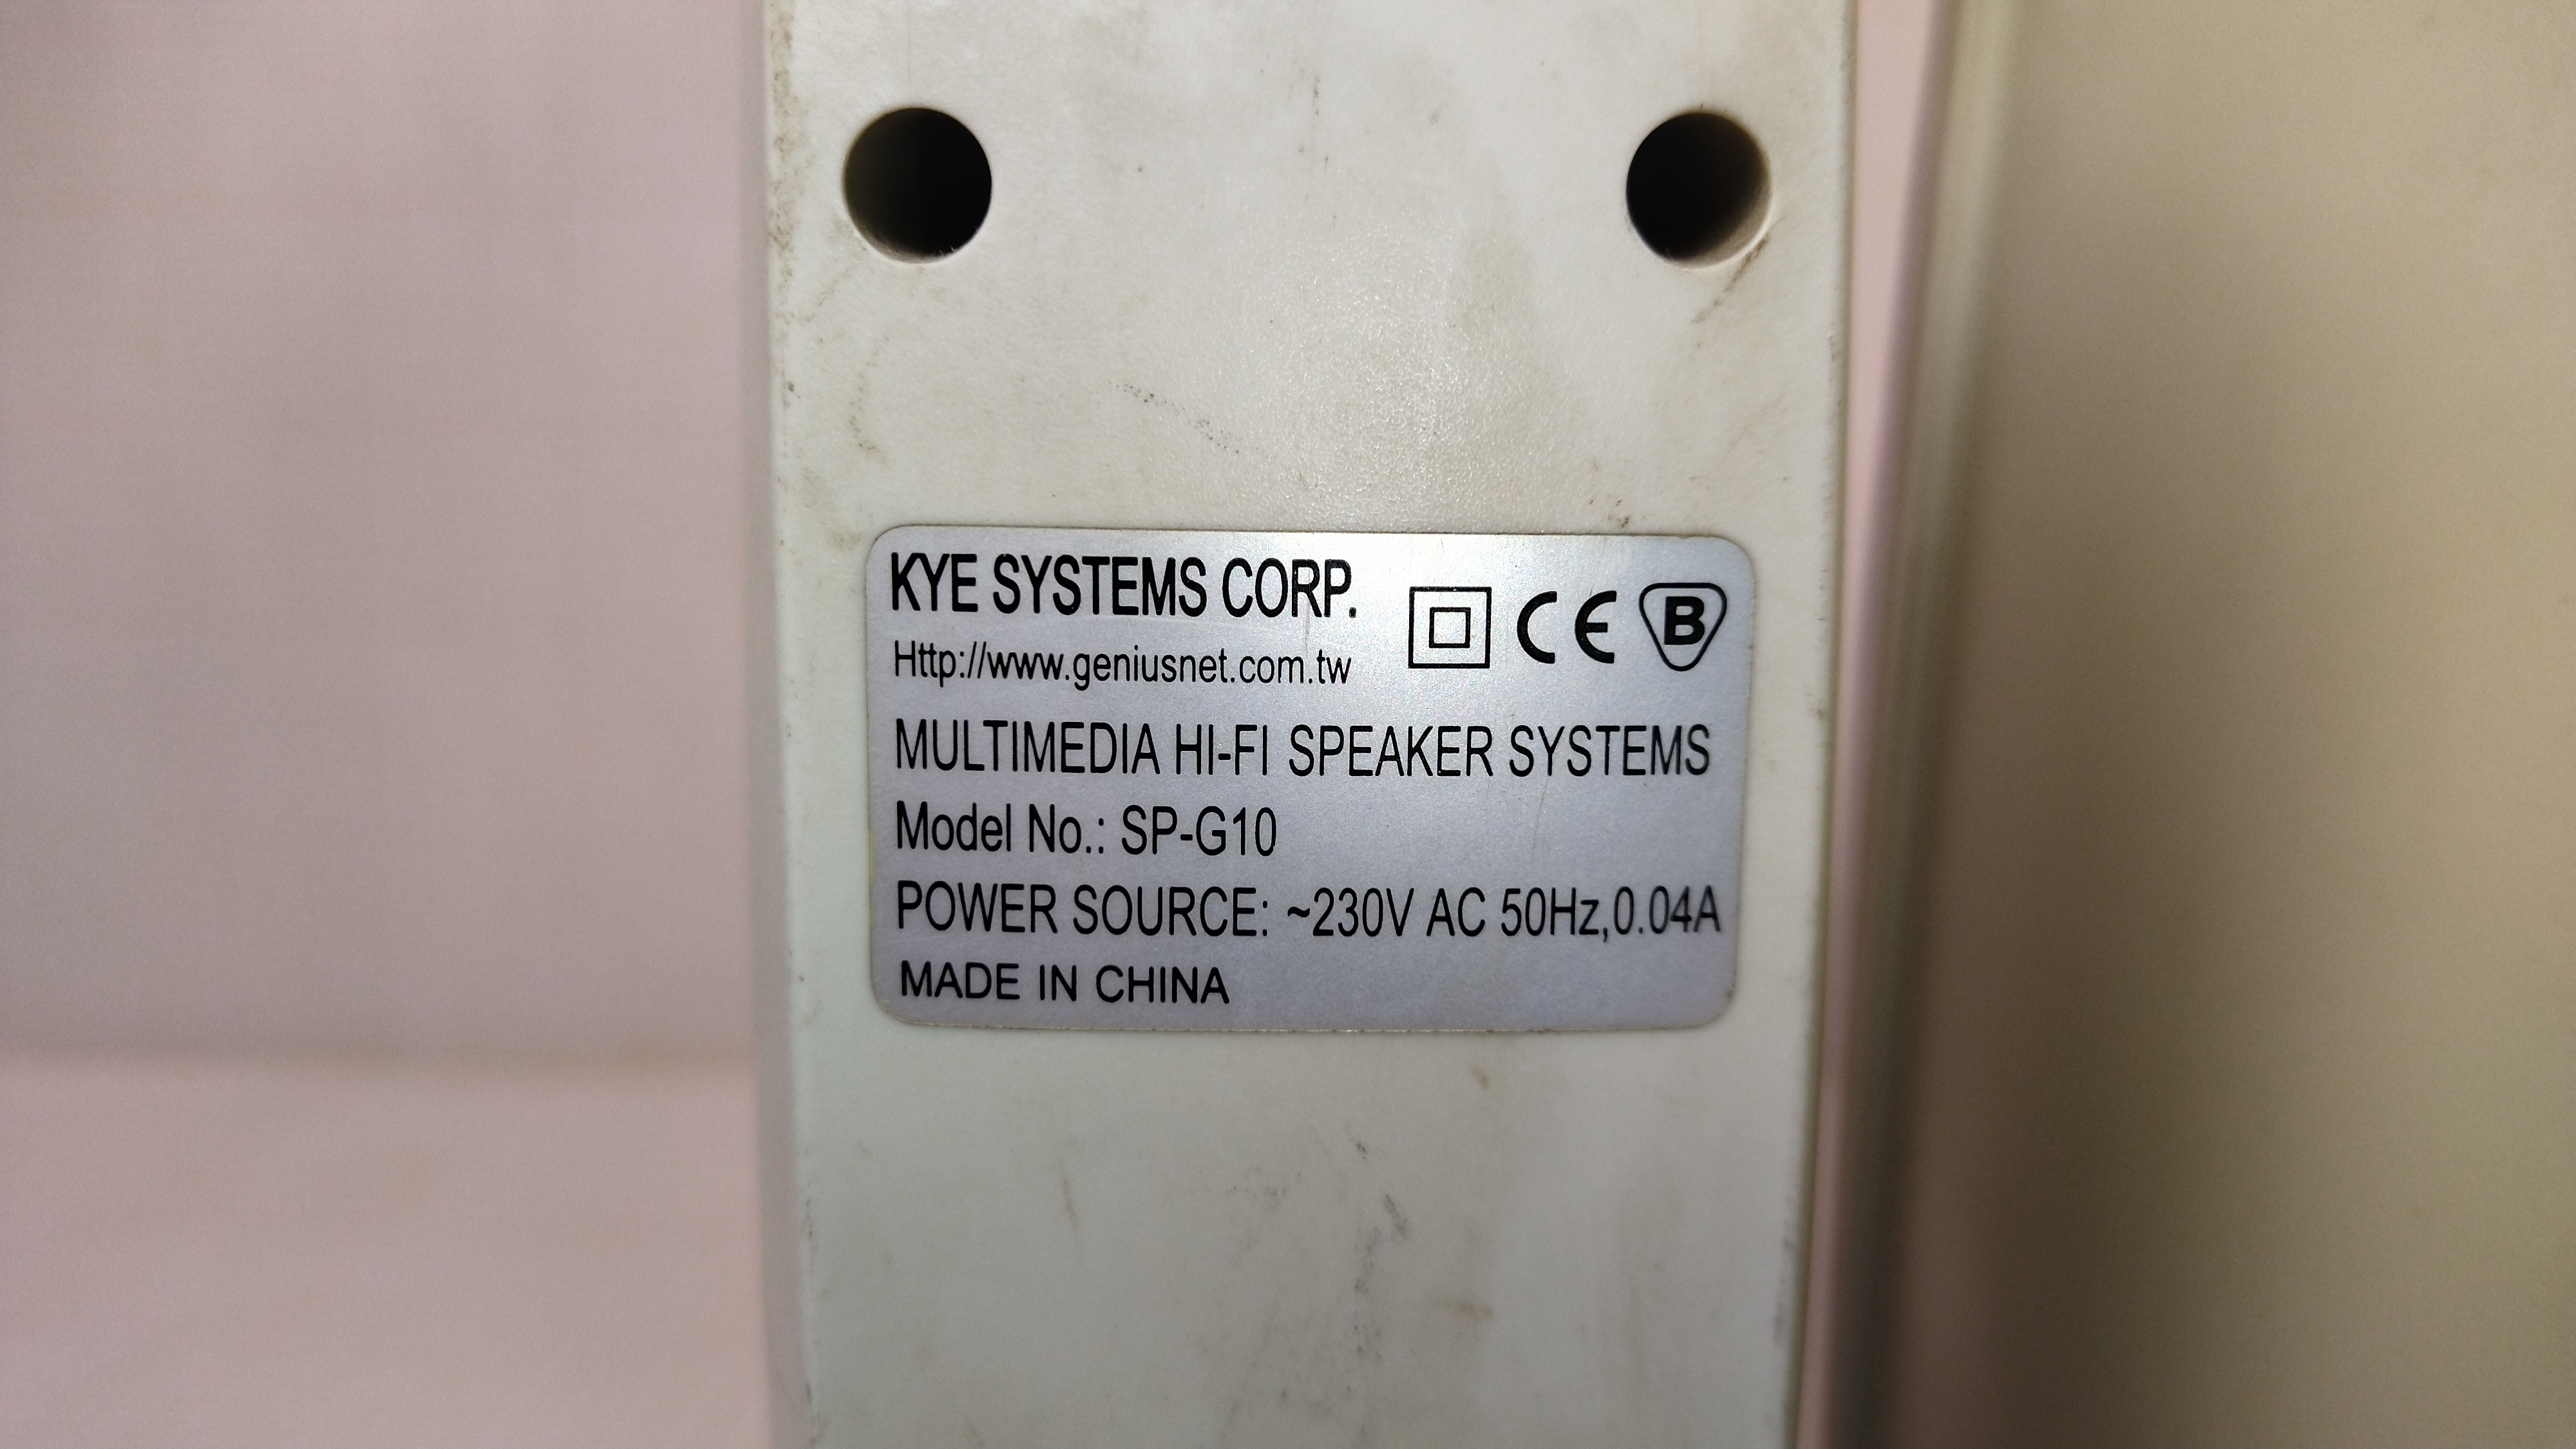 KYE SYSTEMS CORP.
CE B
Http://www.geniusnet.com.tw
MULTIMEDIA HI-FI SPEAKER SYSTEMS
Model No.: SP-G10
POWER SOURCE: ~230V AC 50Hz,0.04A
MADE IN CHINA